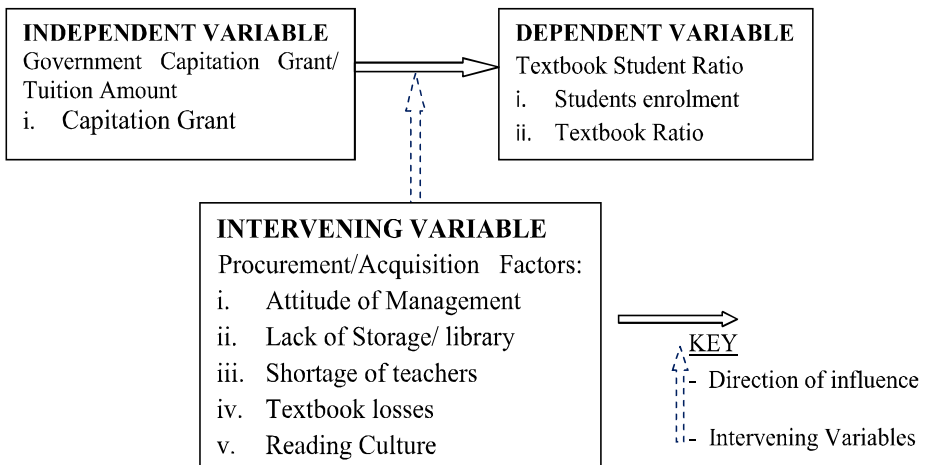 INDEPENDENT VARIABLE
Government Capitation Grant/
Tuition Amount
i. Capitation Grant
DEPENDENT VARIABLE
Textbook Student Ratio
i. Students enrolment
ii. Textbook Ratio
INTERVENING VARIABLE
Procurement/Acquisition Factors:
i. Attitude of Management
ii. Lack of Storage/ library
iii. Shortage of teachers
iv. Textbook losses
v. Reading Culture
KEY
- Direction of influence
- Intervening Variables